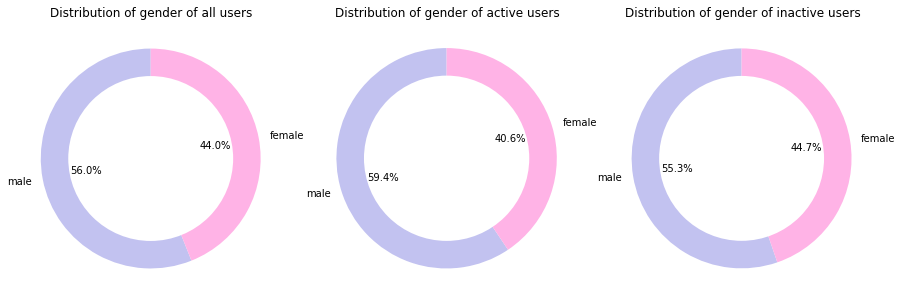 Distribution of gender of all users
female
44.0%
56.0%
male
Distribution of gender of active users
female
40.6%
59.4%
male
Distribution of gender of inactive users
female
44.7%
55.3%
male